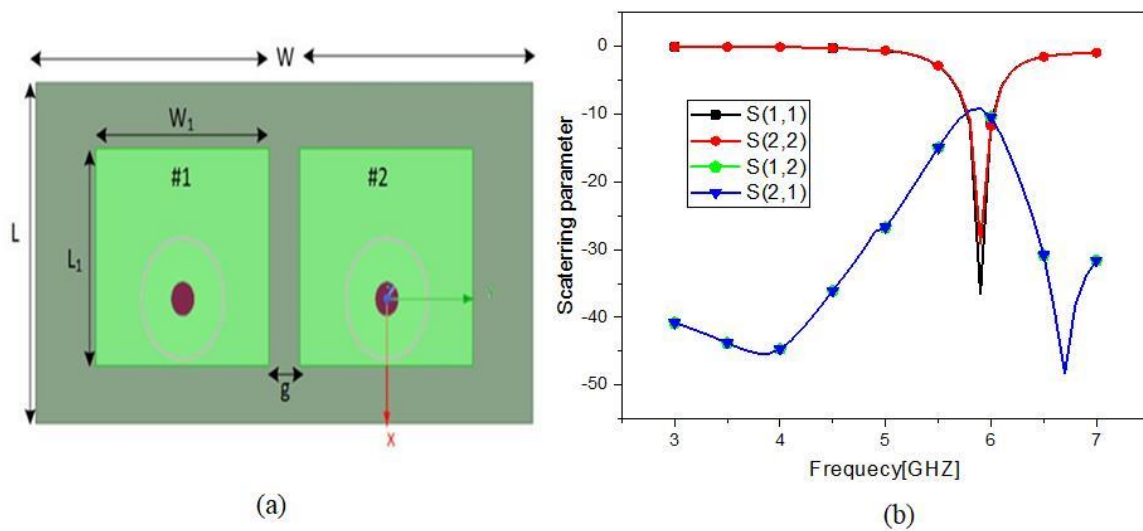 W
W1
#1
#2
L
L1
g
X
(a)
(b)
0
-10
-20
-30
-40
-50
Scaterring parameter
S(1,1)
S(2,2)
S(1,2)
S(2,1)
3 4 5 6 7
Frequecy[GHZ]